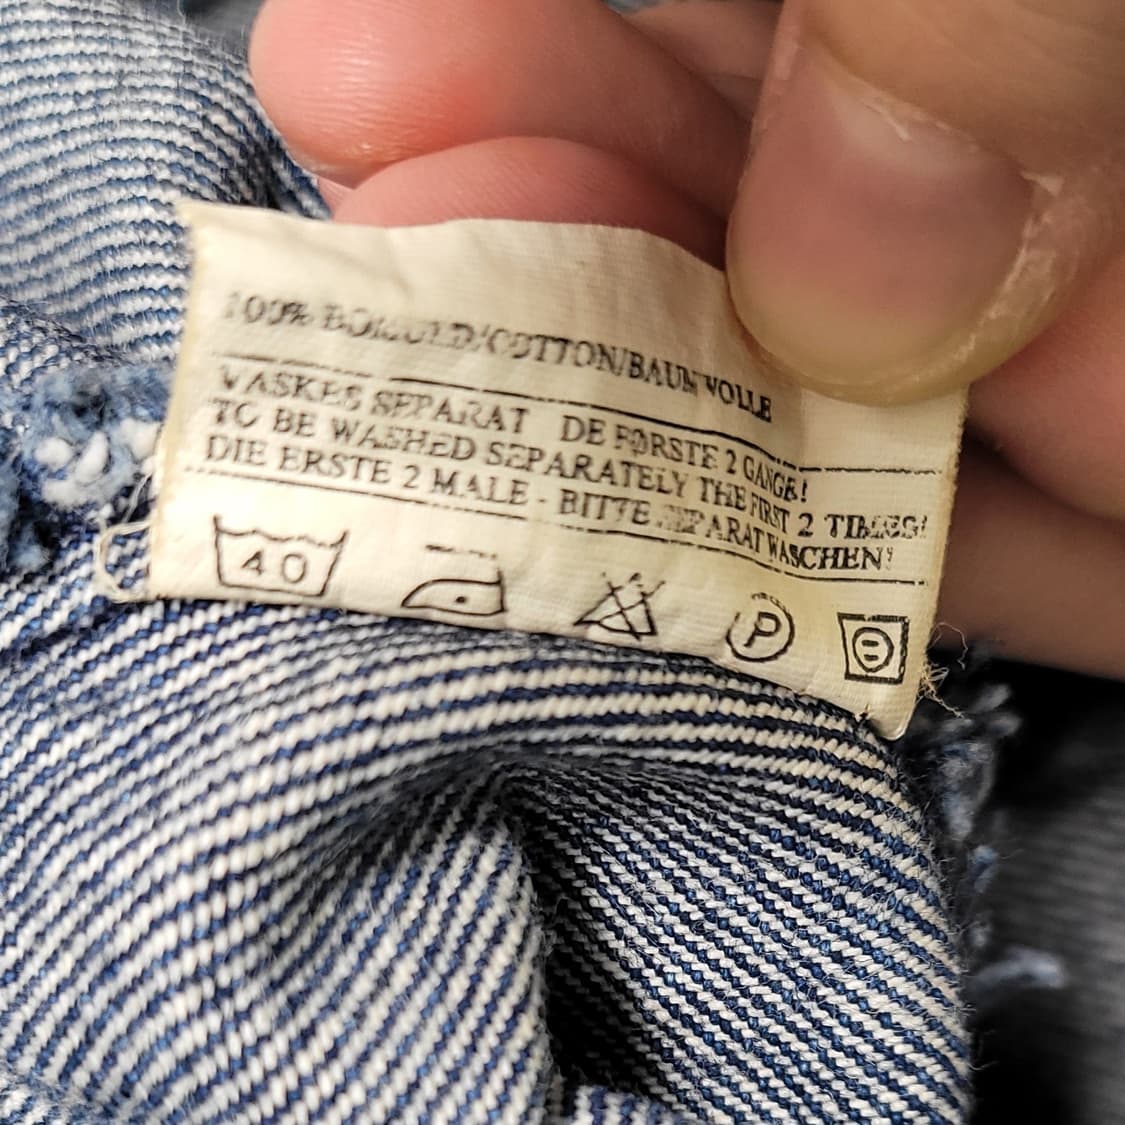 100% BOMULD/COTTON/BAUMWOLLE
VASKES SEPARAT DE FØRSTE 2 GANGE!
TO BE WASHED SEPARATELY THE FIRST 2 TIMES!
DIE ERSTE 2 MALE - BITTE SEPARAT WASCHEN!
40
P